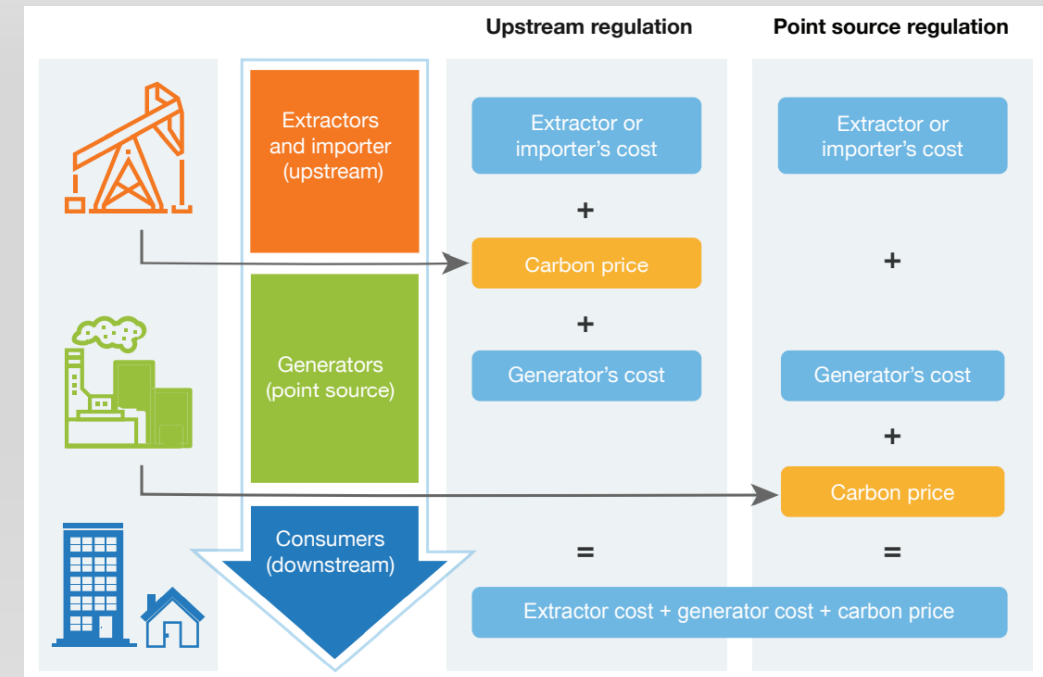 Upstream regulation
Point source regulation
Extractors
and importer
(upstream)
Extractor or
importer's cost
Extractor or
importer's cost
+
Carbon price
+
+
Generators
(point source)
Generator's cost
Generator's cost
+
Carbon price
Consumers
(downstream)
=
=
Extractor cost + generator cost + carbon price